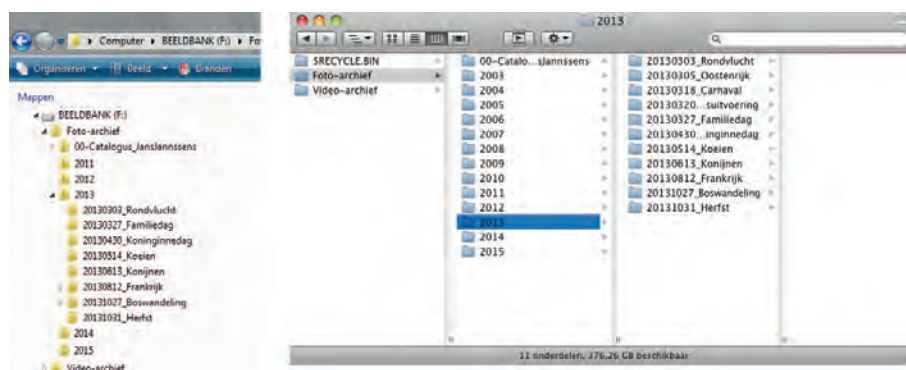 Computer ▸ BEELDBANK (F:) ▸ Fo
Organiseren Beeld Branden
Mappen
BEELDBANK (F:)
Foto-archief
00-Catalogus_JansJannssens
2011
2012
2013
20130303_Rondvlucht
20130327_Familiedag
20130430_Koninginnedag
20130514_Koeien
20130613_Konijnen
20130812_Frankrijk
20131027_Boswandeling
20131031_Herfst
2014
2015
Video-archief
2013
$RECYCLE.BIN
Foto-archief
Video-archief
00-Catalo...sJannssens
2003
2004
2005
2006
2007
2008
2009
2010
2011
2012
2013
2014
2015
20130303_Rondvlucht
20130305_Oostenrijk
20130318_Carnaval
20130320...suitvoering
20130327_Familiedag
20130430...inginnedag
20130514_Koeien
20130613_Konijnen
20130812_Frankrijk
20131027_Boswandeling
20131031_Herfst
11 onderdelen, 376,26 GB beschikbaar